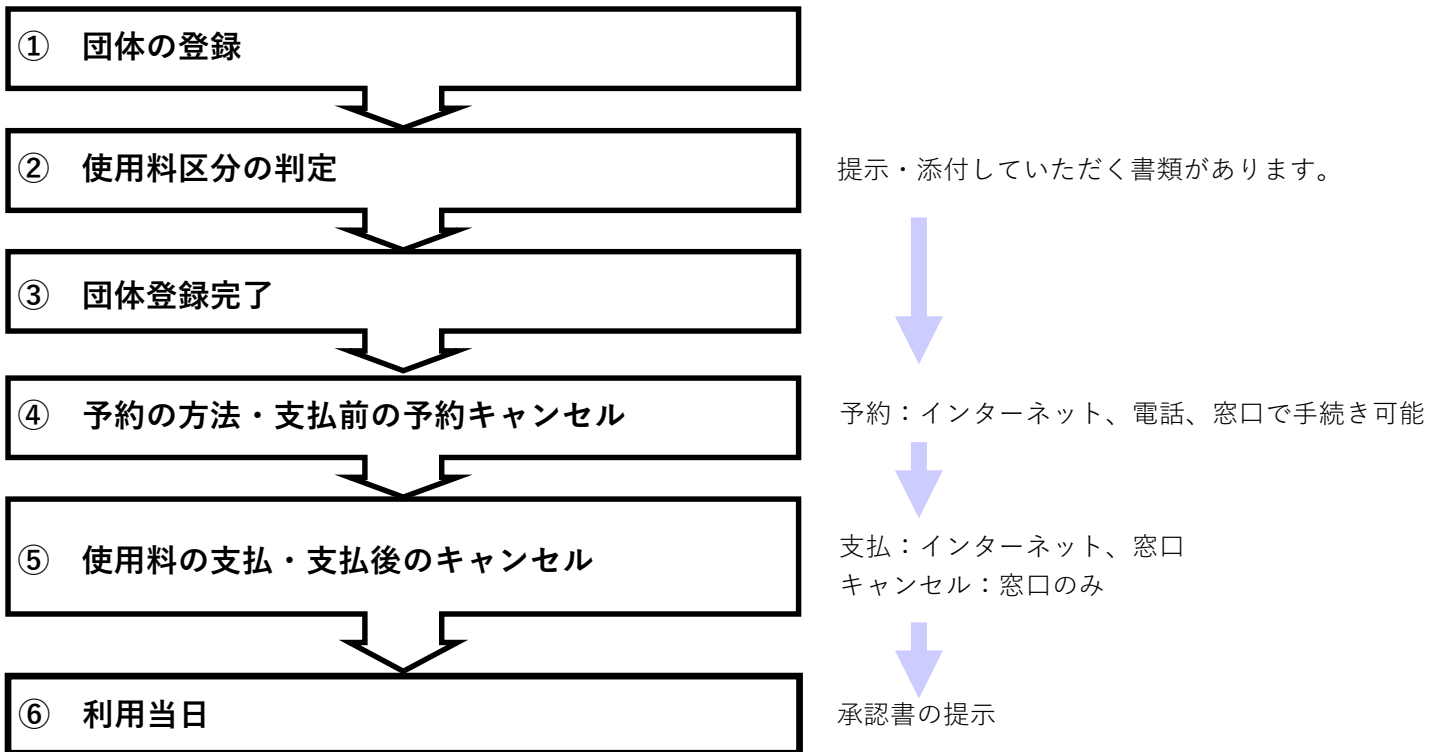 ① 団体の登録
② 使用料区分の判定
提示・添付していただく書類があります。
③ 団体登録完了
④ 予約の方法・支払前の予約キャンセル
予約：インターネット、電話、窓口で手続き可能
⑤ 使用料の支払・支払後のキャンセル
支払：インターネット、窓口
キャンセル：窓口のみ
⑥ 利用当日
承認書の提示